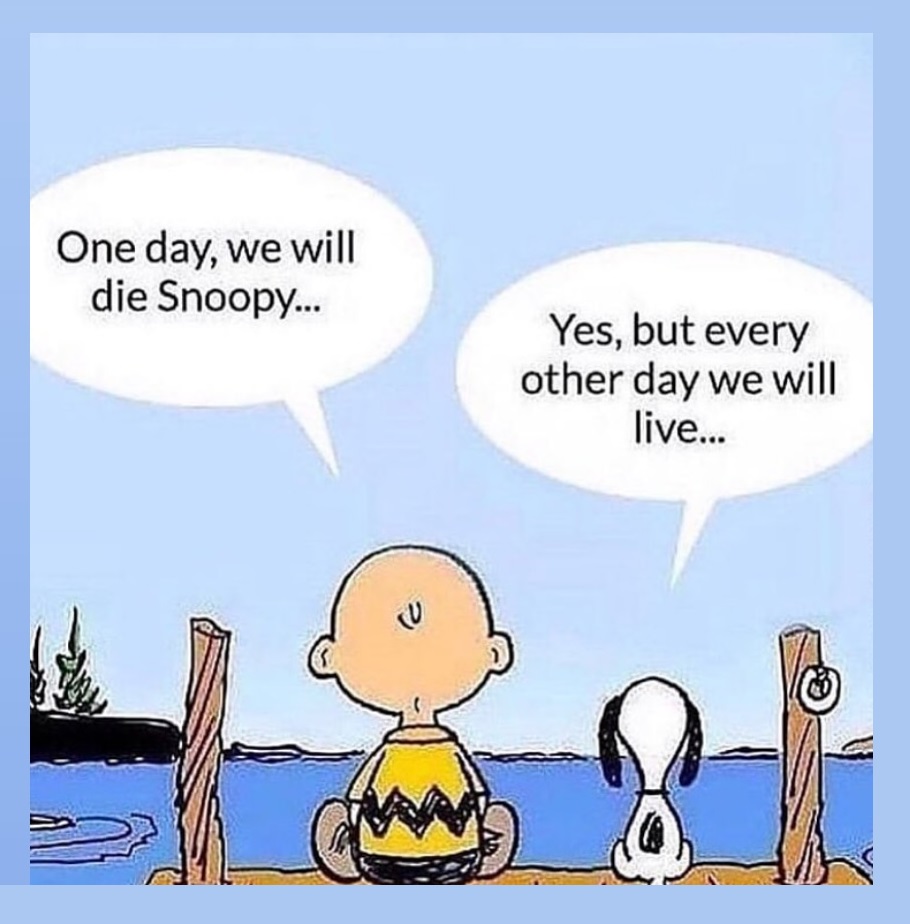 One day, we will
die Snoopy...
Yes, but every
other day we will
live...